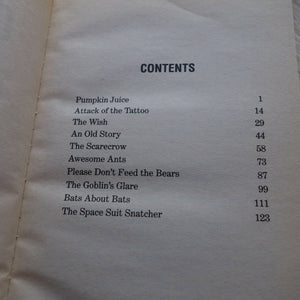 CONTENTS
Pumpkin Juice 1
Attack of the Tattoo 14
The Wish 29
An Old Story 44
The Scarecrow 58
Awesome Ants 73
Please Don't Feed the Bears 87
The Goblin's Glare 99
Bats About Bats 111
The Space Suit Snatcher 123